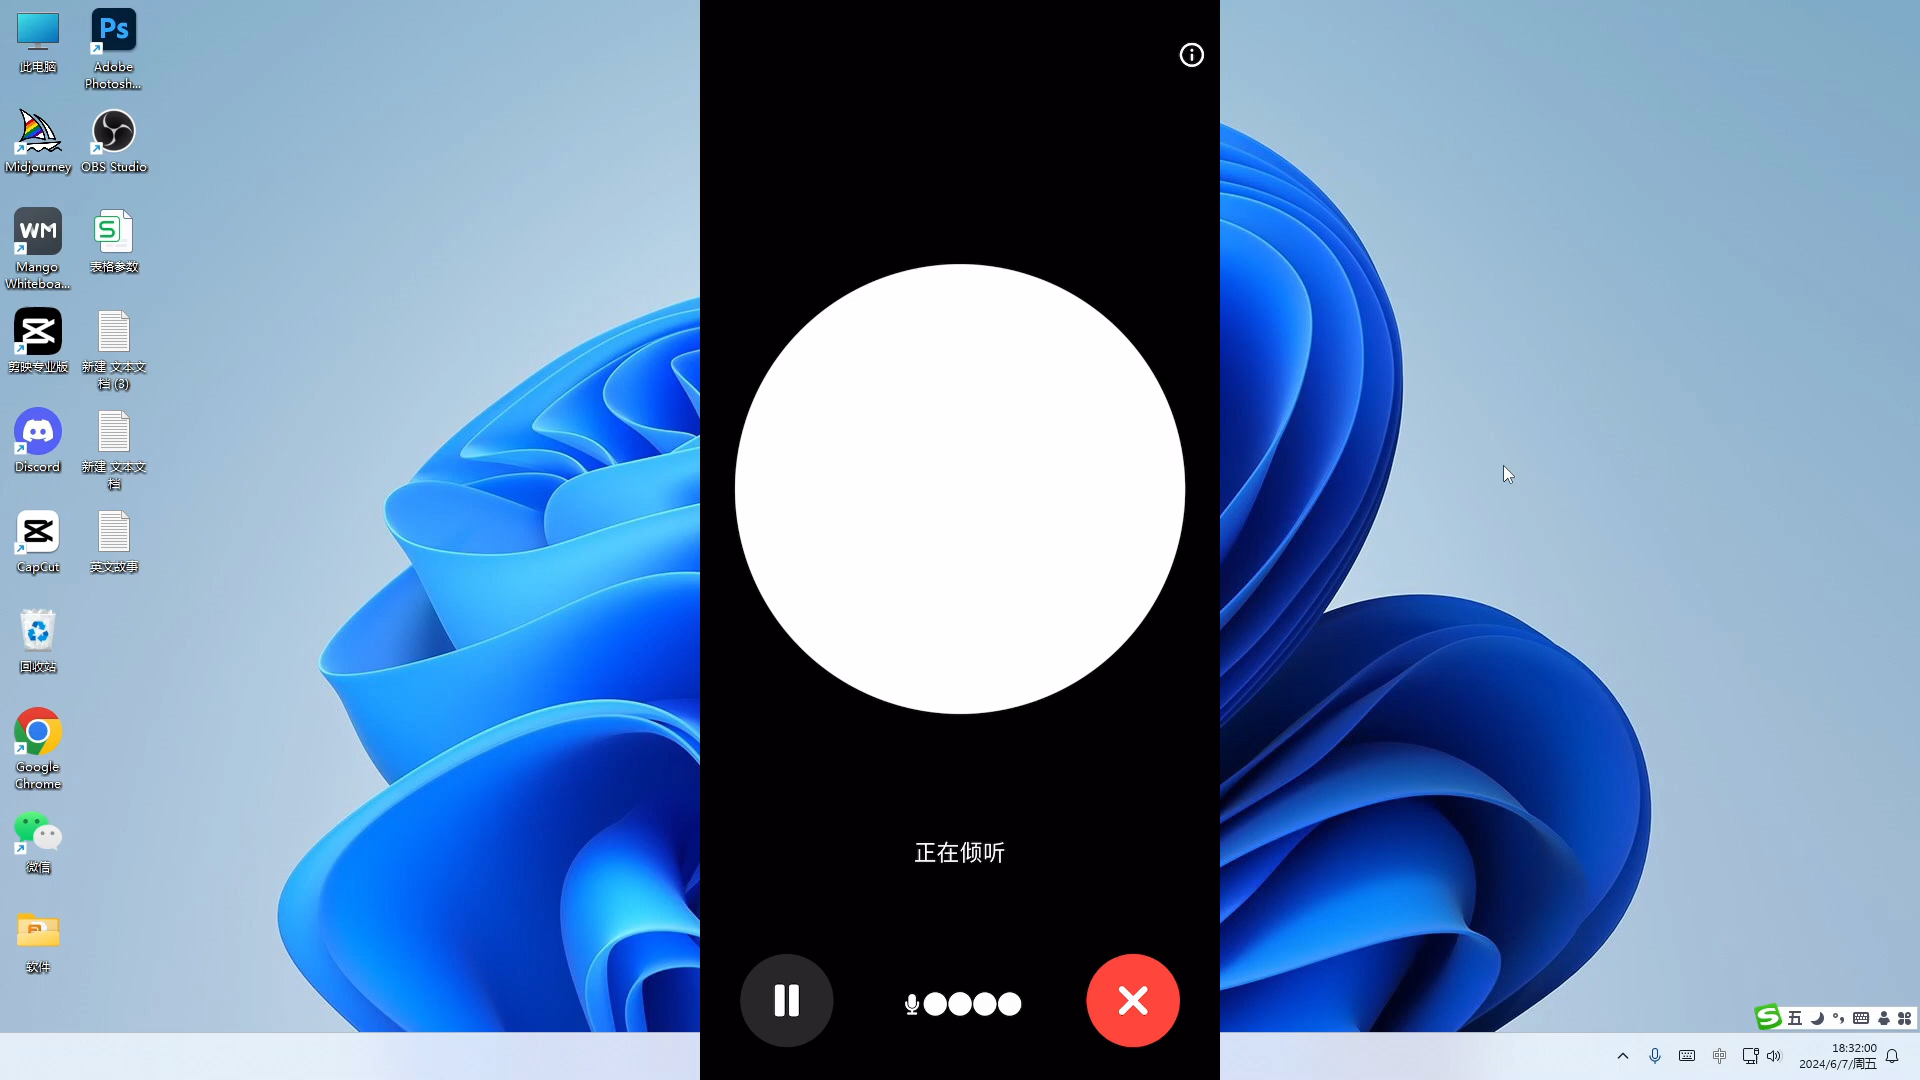 此电脑
Ps
Adobe
Photosh...
Midjourney
OBS Studio
WM
Mango
Whiteboa...
S
表格参数
剪映专业版
新建 文本文
档 (3)
Discord
新建 文本文
档
CapCut
英文故事
回收站
Google
Chrome
微信
软件
正在倾听
S 五
中
18:32:00
2024/6/7/周五